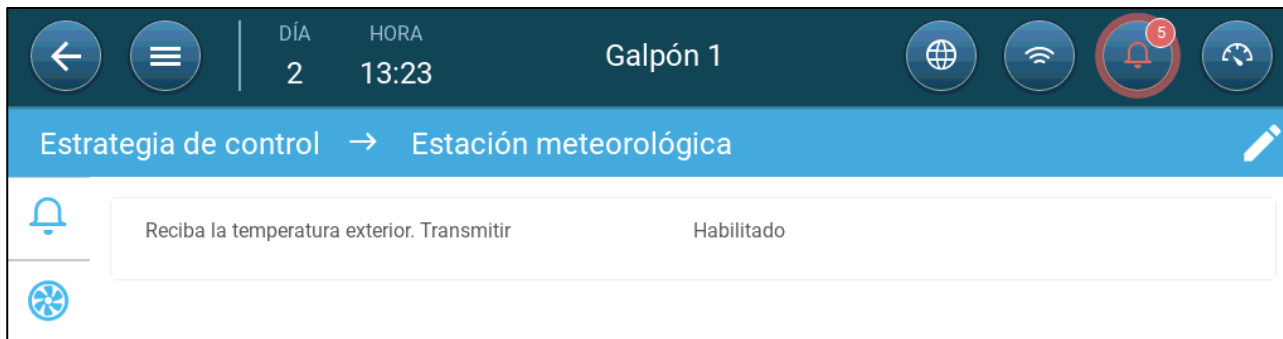 DÍA HORA 5
2 13:23 Galpón 1
Estrategia de control → Estación meteorológica
Reciba la temperatura exterior. Transmitir Habilitado